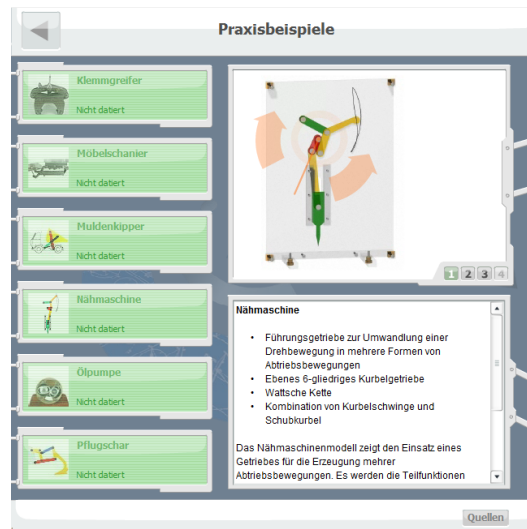 Praxisbeispiele
Klemmgreifer
Nicht datiert
Möbelschanier
Nicht datiert
Muldenkipper
Nicht datiert
Nähmaschine
Nicht datiert
Ölpumpe
Nicht datiert
Pflugschar
Nicht datiert
1 2 3 4
Nähmaschine
• Führungsgetriebe zur Umwandlung einer
Drehbewegung in mehrere Formen von
Abtriebsbewegungen
• Ebenes 6-gliedriges Kurbelgetriebe
• Wattsche Kette
• Kombination von Kurbelschwinge und
Schubkurbel
Das Nähmaschinenmodell zeigt den Einsatz eines
Getriebes für die Erzeugung mehrer
Abtriebsbewegungen. Es werden die Teilfunktionen
Quellen